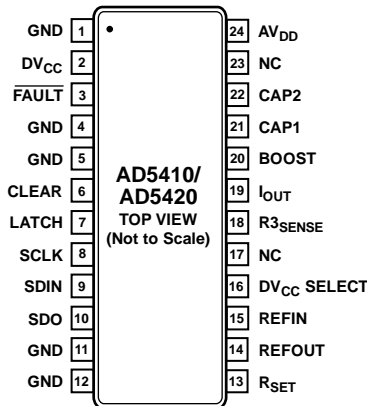 GND 1
DVCC 2
FAULT 3
GND 4
GND 5
CLEAR 6
LATCH 7
SCLK 8
SDIN 9
SDO 10
GND 11
GND 12
AD5410/
AD5420
TOP VIEW
(Not to Scale)
24 AVDD
23 NC
22 CAP2
21 CAP1
20 BOOST
19 IOUT
18 R3SENSE
17 NC
16 DVCC SELECT
15 REFIN
14 REFOUT
13 RSET